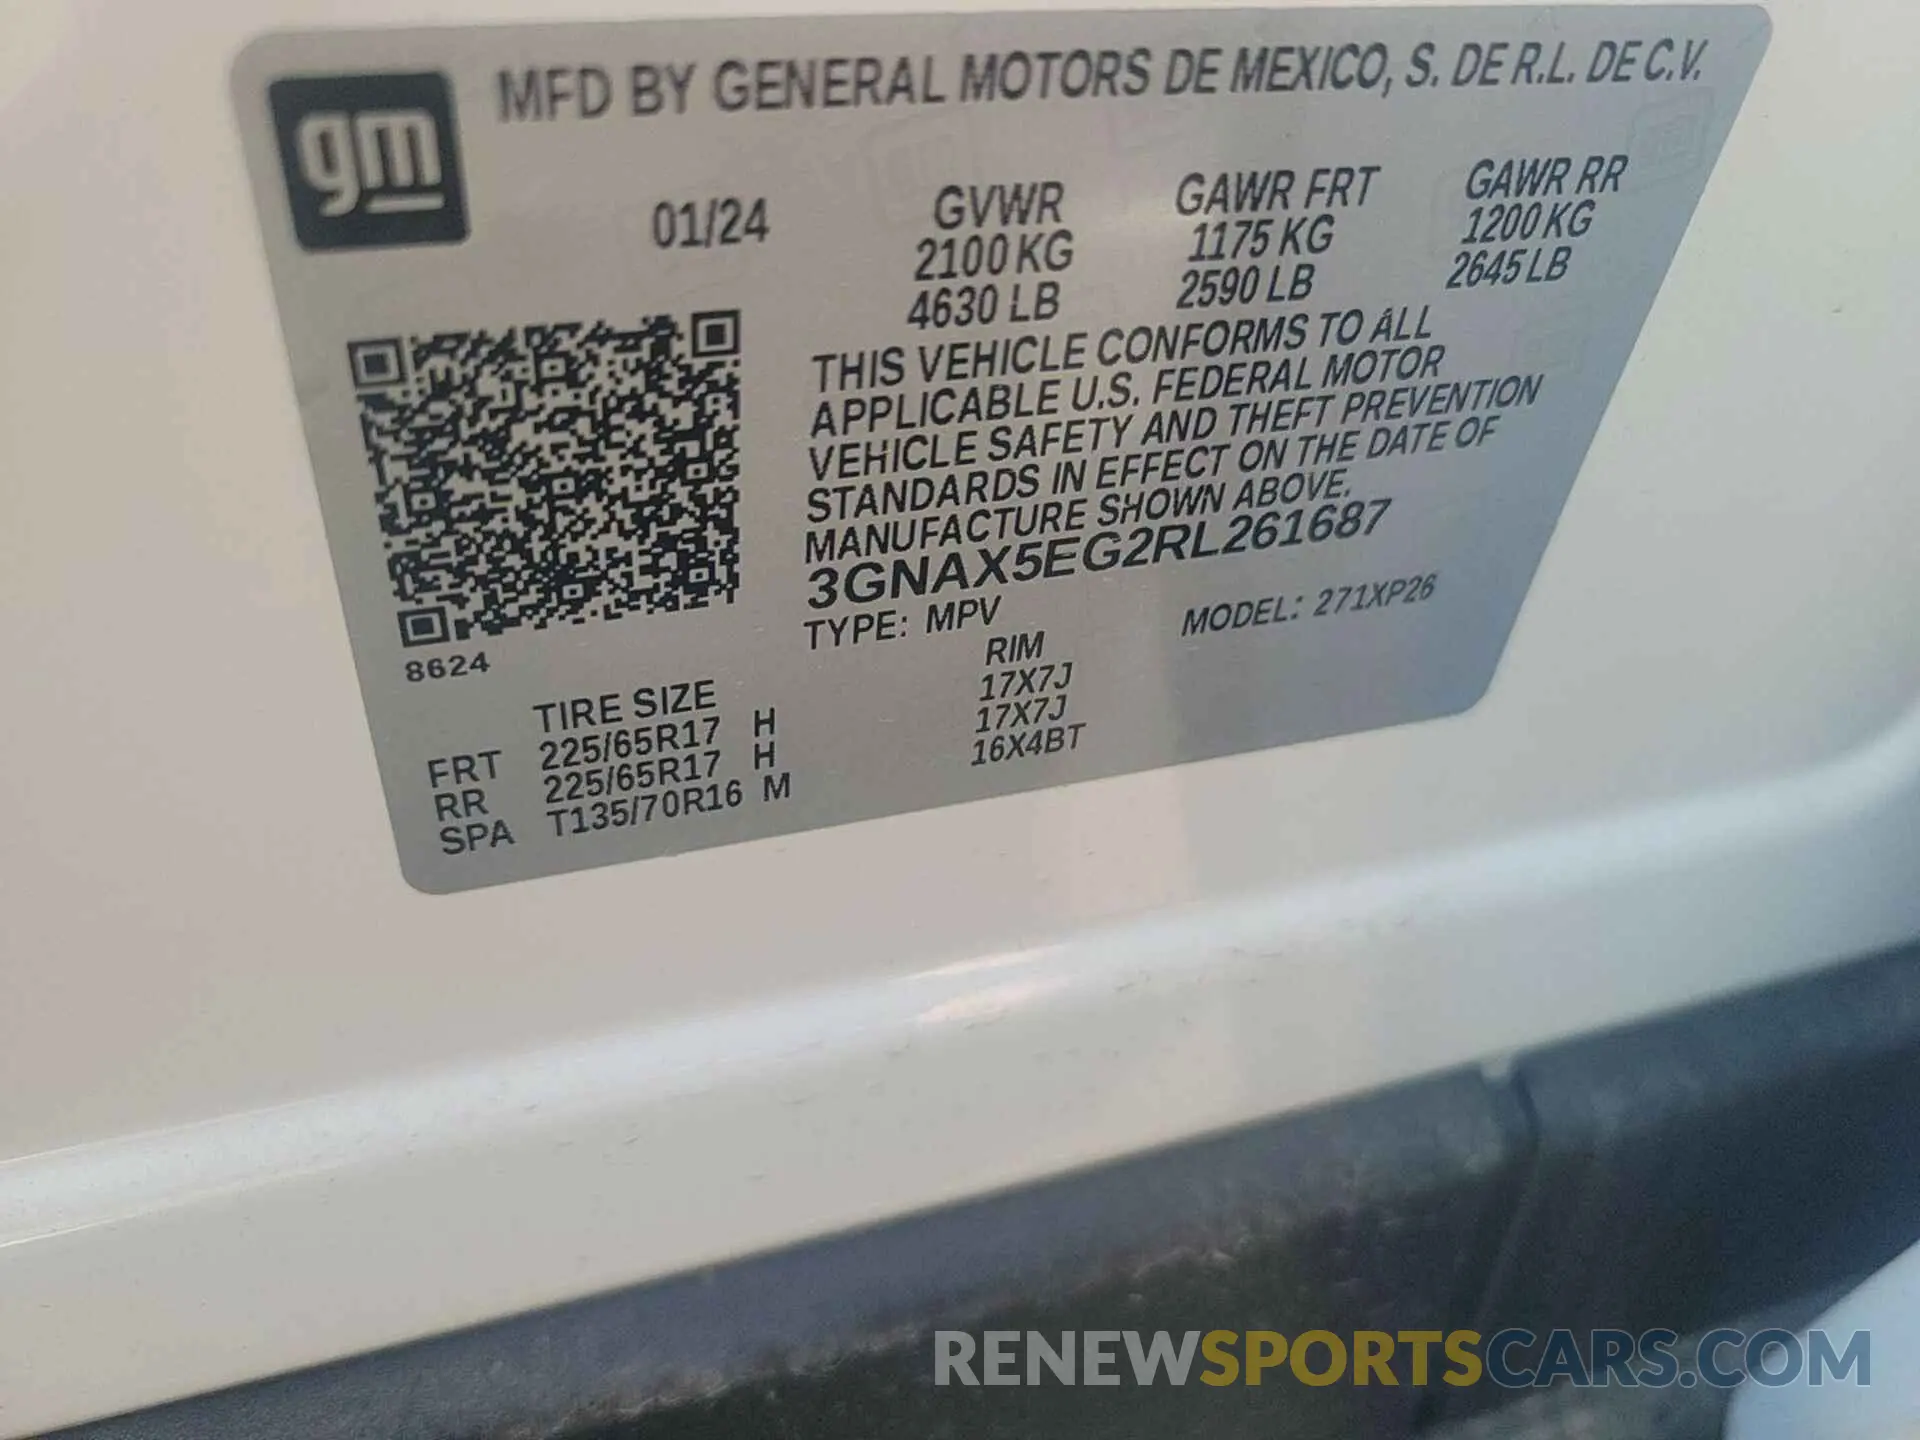 gm
MFD BY GENERAL MOTORS DE MEXICO, S. DE R.L. DE C.V.
01/24 GVWR GAWR FRT GAWR RR
2100 KG 1175 KG 1200 KG
4630 LB 2590 LB 2645 LB
THIS VEHICLE CONFORMS TO ALL
APPLICABLE U.S. FEDERAL MOTOR
VEHICLE SAFETY AND THEFT PREVENTION
STANDARDS IN EFFECT ON THE DATE OF
MANUFACTURE SHOWN ABOVE.
3GNAX5EG2RL261687
TYPE: MPV MODEL: 271XP26
8624
TIRE SIZE RIM
FRT 225/65R17 H 17X7J
RR 225/65R17 H 17X7J
SPA T135/70R16 M 16X4BT
RENEWSPORTSCARS.COM